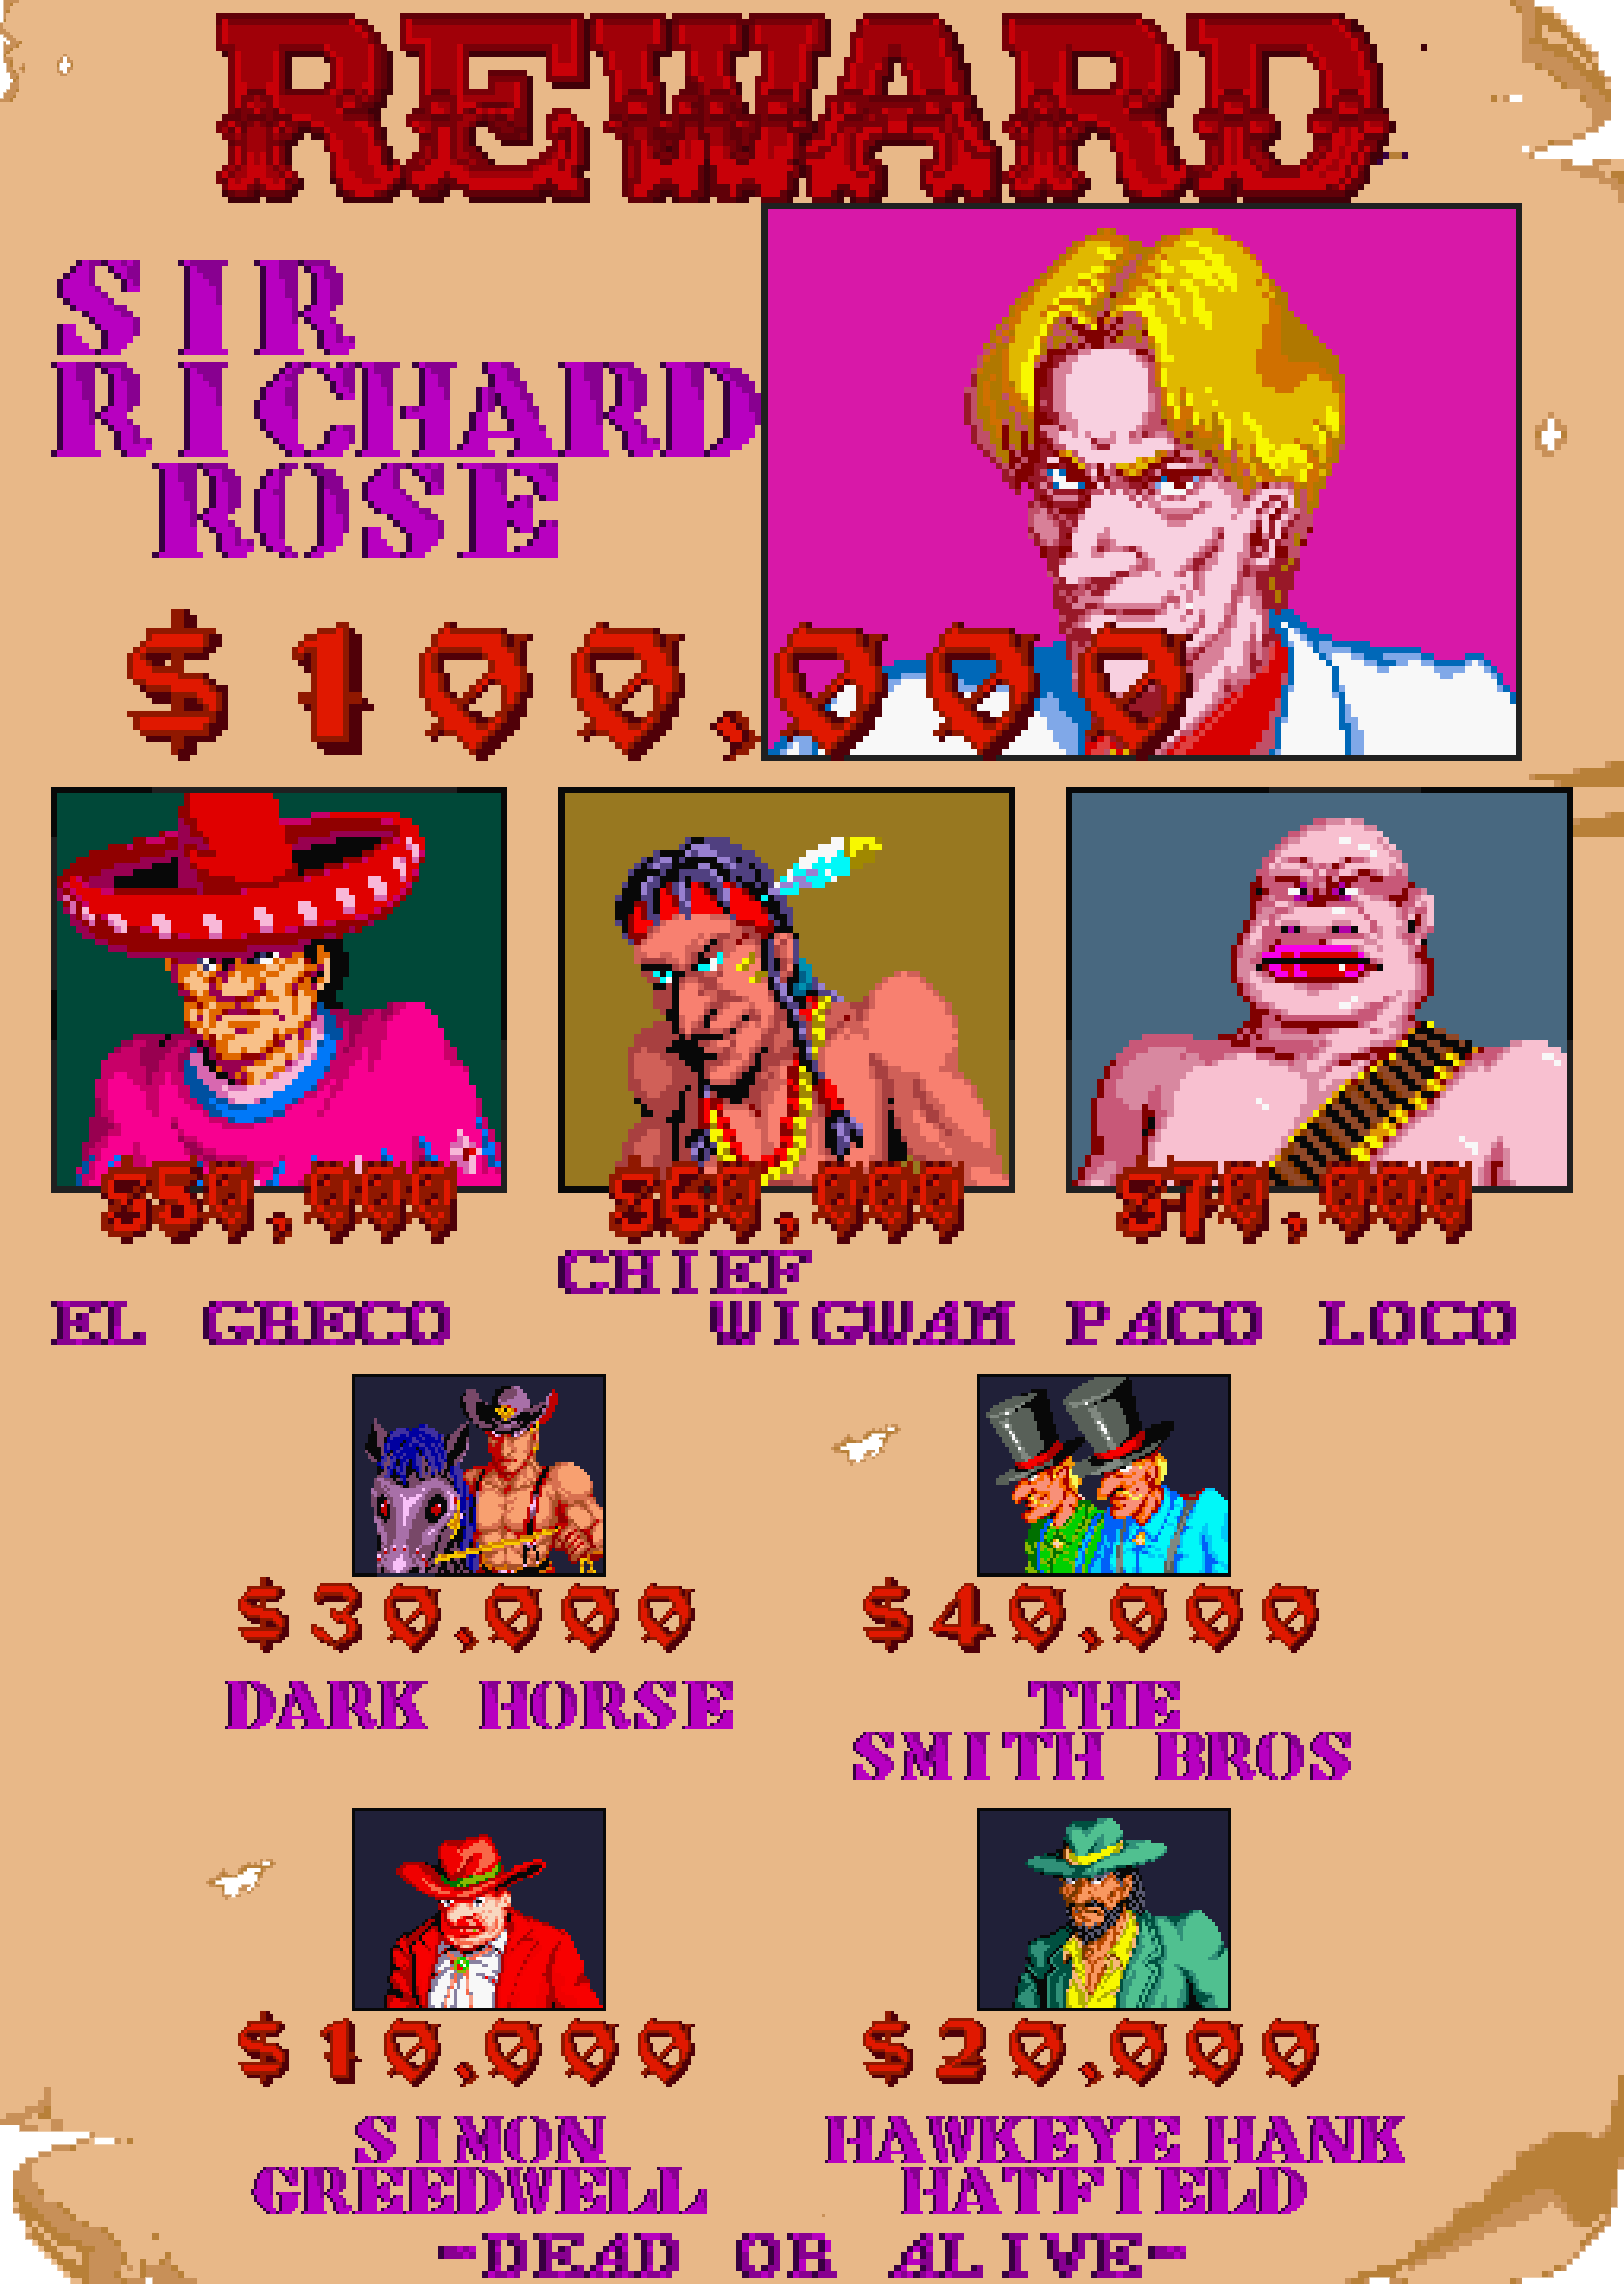 REWARD
SIR
RICHARD
ROSE
$100,000
$50,000
$60,000
$70,000
EL GRECO
CHIEF
WIGWAM
PACO LOCO
$30,000
$40,000
DARK HORSE
THE
SMITH BROS
$10,000
$20,000
SIMON
GREEDWELL
HAWKEYE HANK
HATFIELD
-DEAD OR ALIVE-